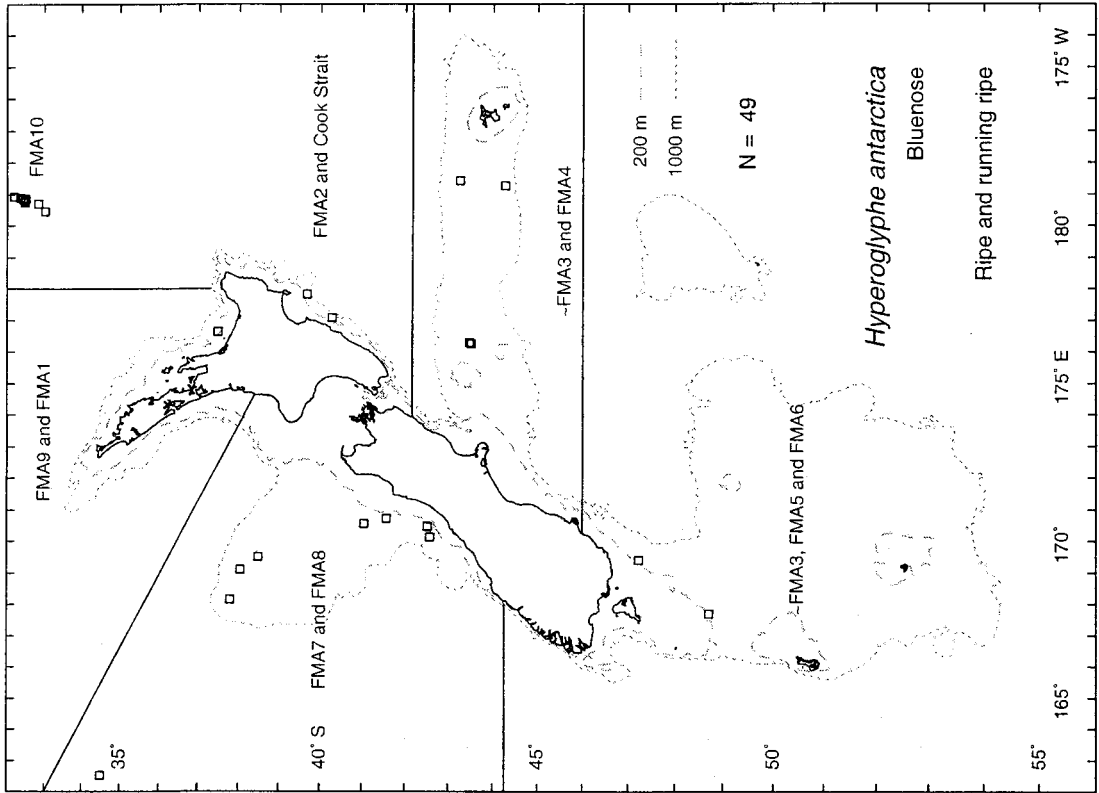 FMA10
FMA9 and FMA1
FMA2 and Cook Strait
FMA7 and FMA8
~FMA3 and FMA4
~FMA3, FMA5 and FMA6
200 m
1000 m
N = 49
Hyperoglyphe antarctica
Bluenose
Ripe and running ripe
35°
40° S
45°
50°
55°
165°
170°
175° E
180°
175° W